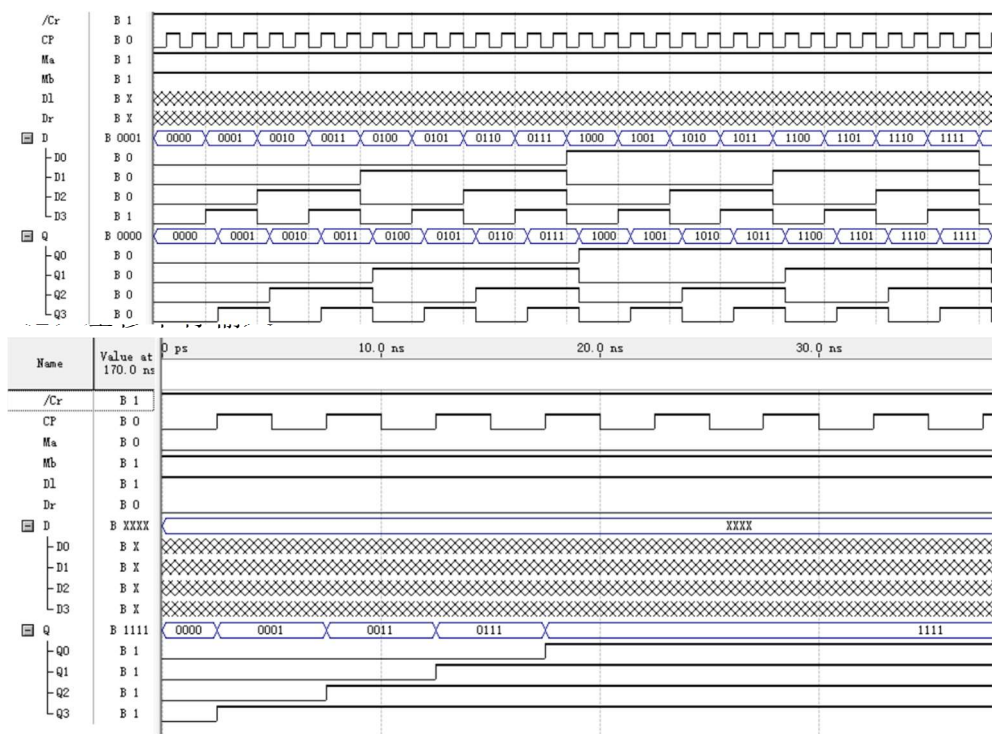 /Cr B 1
CP B 0
Ma B 1
Mb B 1
Dl B X
Dr B X
D B 0001 0000 0001 0010 0011 0100 0101 0110 0111 1000 1001 1010 1011 1100 1101 1110 1111
D0 B 0
D1 B 0
D2 B 0
D3 B 1
Q B 0000 0000 0001 0010 0011 0100 0101 0110 0111 1000 1001 1010 1011 1100 1101 1110 1111
Q0 B 0
Q1 B 0
Q2 B 0
Q3 B 0
Name Value at 170.0 ns 0 ps 10.0 ns 20.0 ns 30.0 ns
/Cr B 1
CP B 0
Ma B 0
Mb B 1
Dl B 1
Dr B 0
D B XXXX XXXX
D0 B X
D1 B X
D2 B X
D3 B X
Q B 1111 0000 0001 0011 0111 1111
Q0 B 1
Q1 B 1
Q2 B 1
Q3 B 1